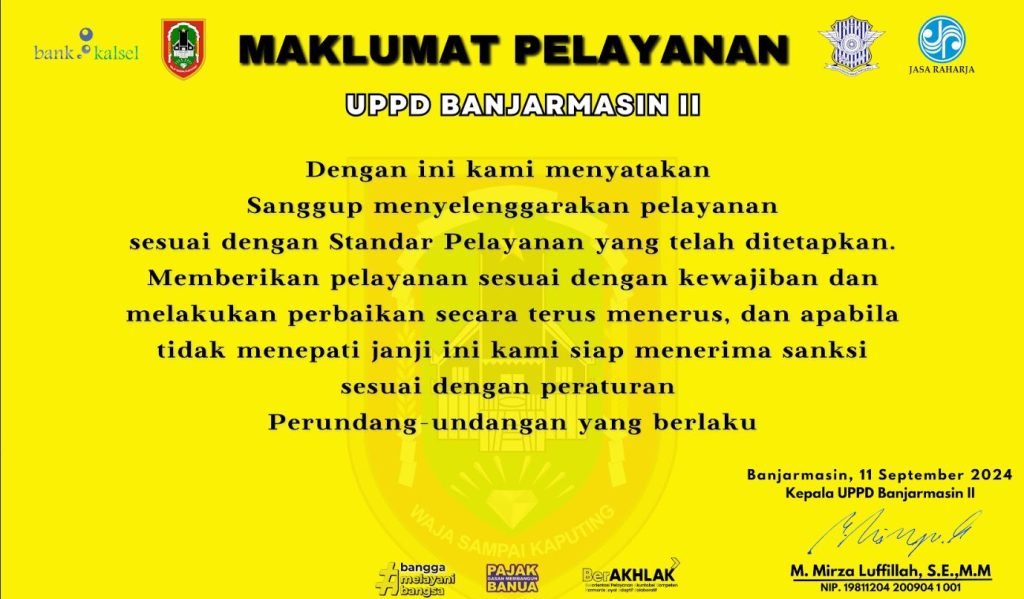 bank kalsel
MAKLUMAT PELAYANAN
JASA RAHARJA
UPPD BANJARMASIN II
Dengan ini kami menyatakan
Sanggup menyelenggarakan pelayanan
sesuai dengan Standar Pelayanan yang telah ditetapkan.
Memberikan pelayanan sesuai dengan kewajiban dan
melakukan perbaikan secara terus menerus, dan apabila
tidak menepati janji ini kami siap menerima sanksi
sesuai dengan peraturan
Perundang-undangan yang berlaku
WAJA SAMPAI KAPUTING
Banjarmasin, 11 September 2024
Kepala UPPD Banjarmasin II
M. Mirza Luffillah, S.E.,M.M
NIP. 19811204 200904 1 001
# bangga
melayani
bangsa
PAJAK
GASAN MEMBANGUN
BANUA
BerAKHLAK